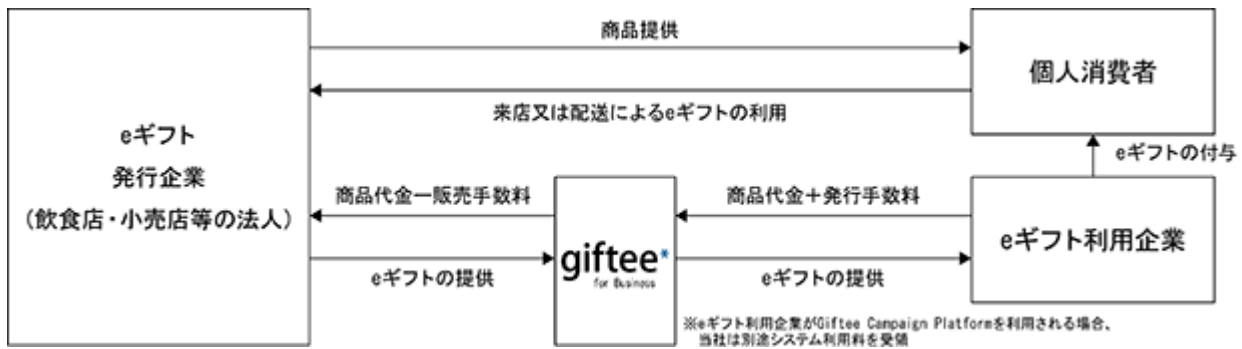 商品提供
個人消費者
来店又は配送によるeギフトの利用
eギフト
発行企業
（飲食店・小売店等の法人）
eギフトの付与
商品代金－販売手数料
商品代金＋発行手数料
giftee*
for Business
eギフト利用企業
eギフトの提供
eギフトの提供
※eギフト利用企業がGiftee Campaign Platformを利用される場合、
当社は別途システム利用料を受領